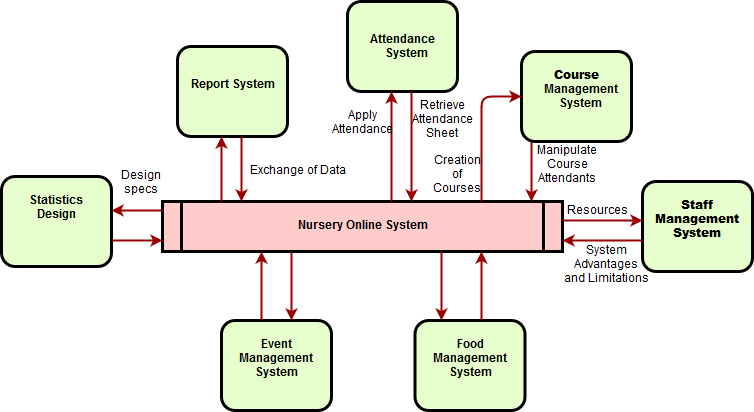 Attendance
System
Report System
Course
Management
System
Apply
Attendance
Retrieve
Attendance
Sheet
Creation
of
Courses
Manipulate
Course
Attendants
Exchange of Data
Design
specs
Statistics
Design
Nursery Online System
Resources
Staff
Management
System
System
Advantages
and Limitations
Event
Management
System
Food
Management
System